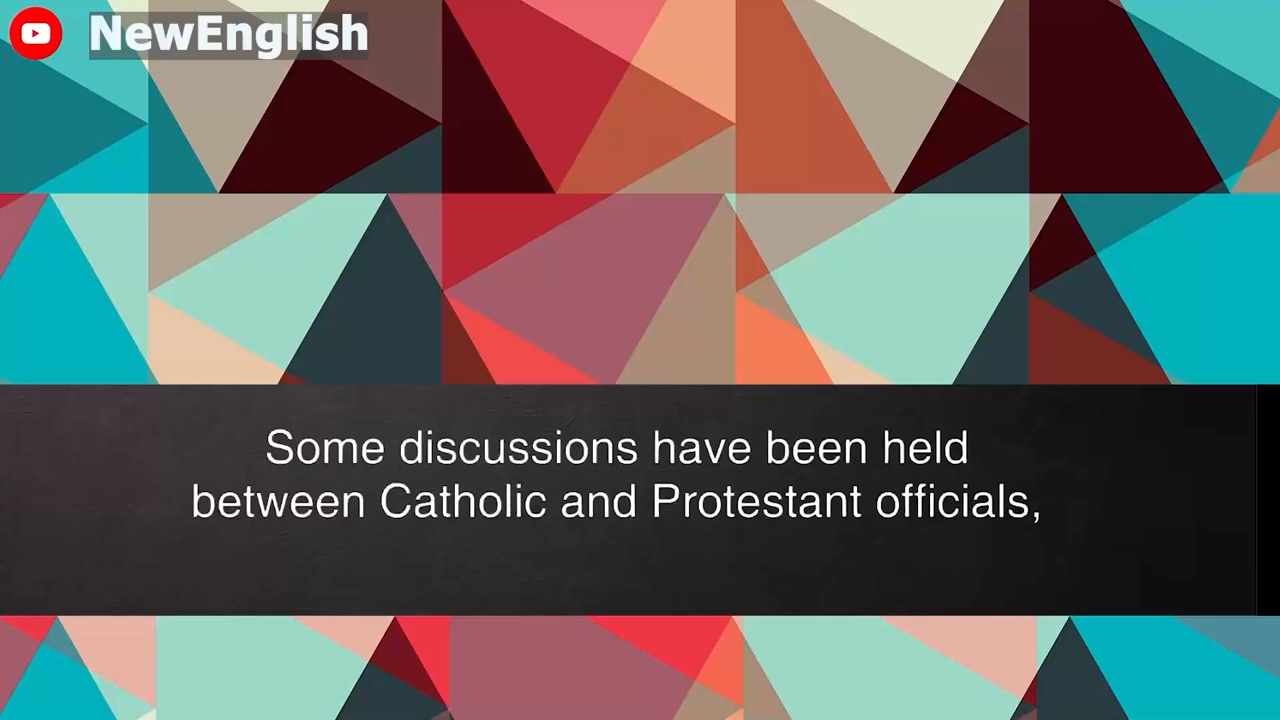 NewEnglish
Some discussions have been held
between Catholic and Protestant officials,